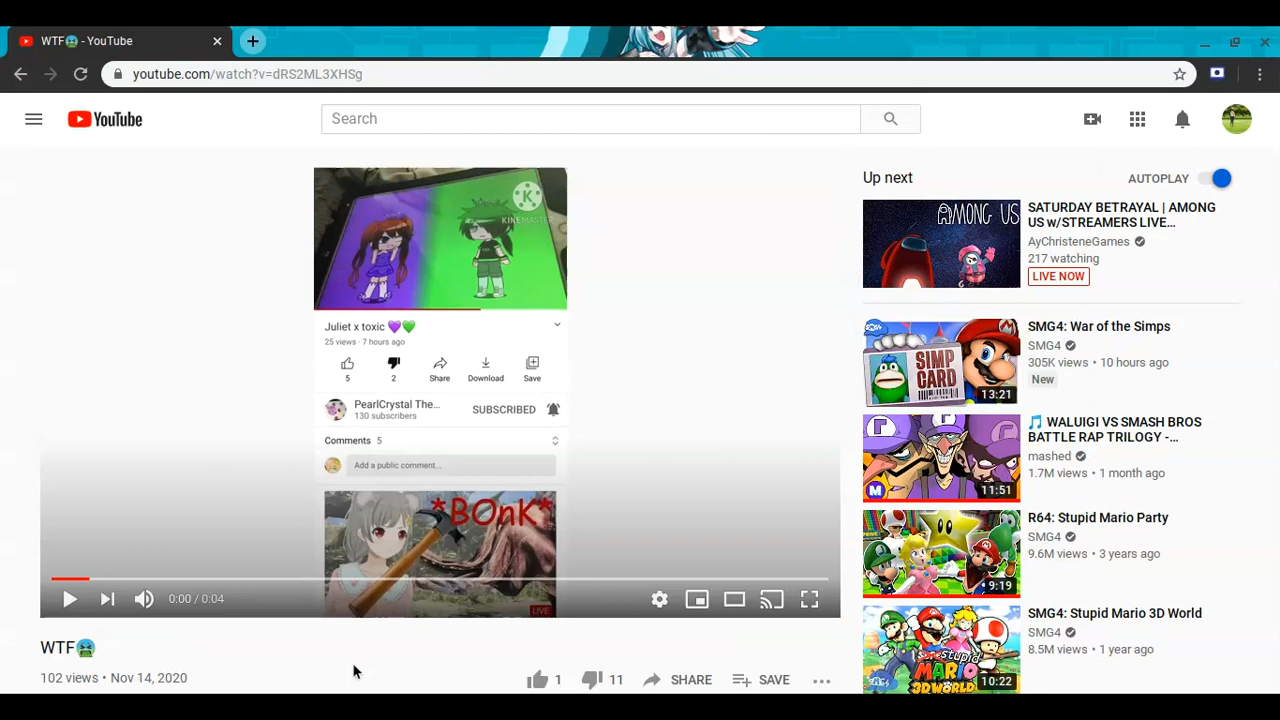 WTF🤮 - YouTube
youtube.com/watch?v=dRS2ML3XHSg
YouTube
Search
KINEMASTER
Juliet x toxic 💜💚
25 views · 7 hours ago
5
2
Share
Download
Save
PearlCrystal The...
130 subscribers
SUBSCRIBED
Comments 5
Add a public comment...
*BOnK*
LIVE
0:00 / 0:04
WTF🤮
102 views • Nov 14, 2020
1
11
SHARE
SAVE
Up next
AUTOPLAY
AMONG US
SATURDAY BETRAYAL | AMONG
US w/STREAMERS LIVE...
AyChristeneGames
217 watching
LIVE NOW
SIMP
CARD
13:21
SMG4: War of the Simps
SMG4
305K views • 10 hours ago
New
M
11:51
🎵 WALUIGI VS SMASH BROS
BATTLE RAP TRILOGY -...
mashed
1.7M views • 1 month ago
9:19
R64: Stupid Mario Party
SMG4
9.6M views • 3 years ago
STUPID
MARIO
3D WORLD
10:22
SMG4: Stupid Mario 3D World
SMG4
8.5M views • 1 year ago